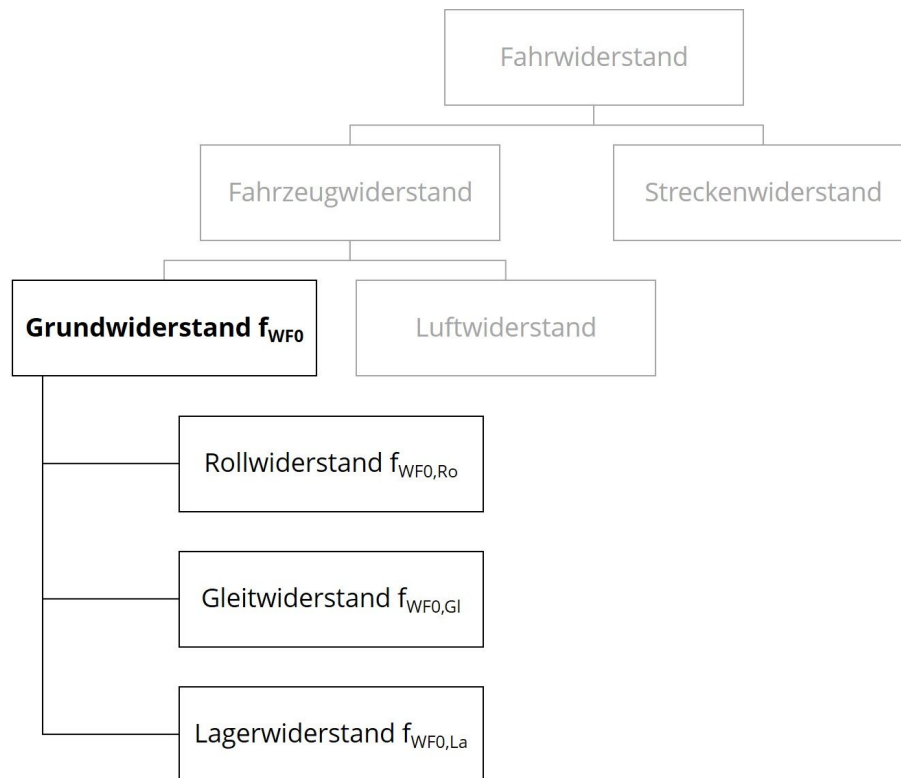 Fahrwiderstand
Fahrzeugwiderstand
Streckenwiderstand
Grundwiderstand fWF0
Luftwiderstand
Rollwiderstand fWF0,Ro
Gleitwiderstand fWF0,Gl
Lagerwiderstand fWF0,La